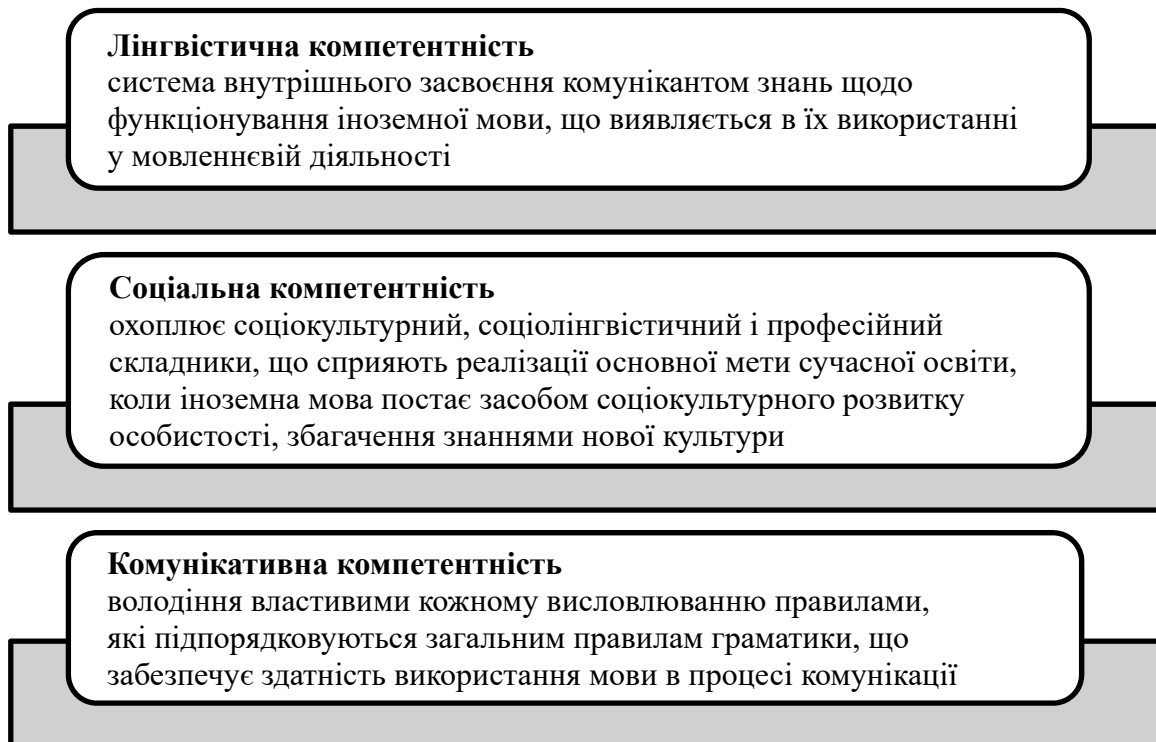 Лінгвістична компетентність
система внутрішнього засвоєння комунікантом знань щодо
функціонування іноземної мови, що виявляється в їх використанні
у мовленнєвій діяльності
Соціальна компетентність
охоплює соціокультурний, соціолінгвістичний і професійний
складники, що сприяють реалізації основної мети сучасної освіти,
коли іноземна мова постає засобом соціокультурного розвитку
особистості, збагачення знаннями нової культури
Комунікативна компетентність
володіння властивими кожному висловлюванню правилами,
які підпорядковуються загальним правилам граматики, що
забезпечує здатність використання мови в процесі комунікації